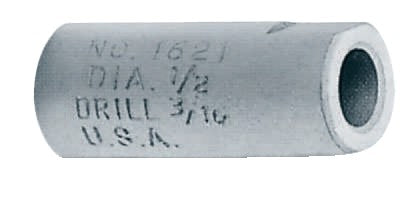 NO. 1621
DIA. 1/2
DRILL 3/16
U.S.A.